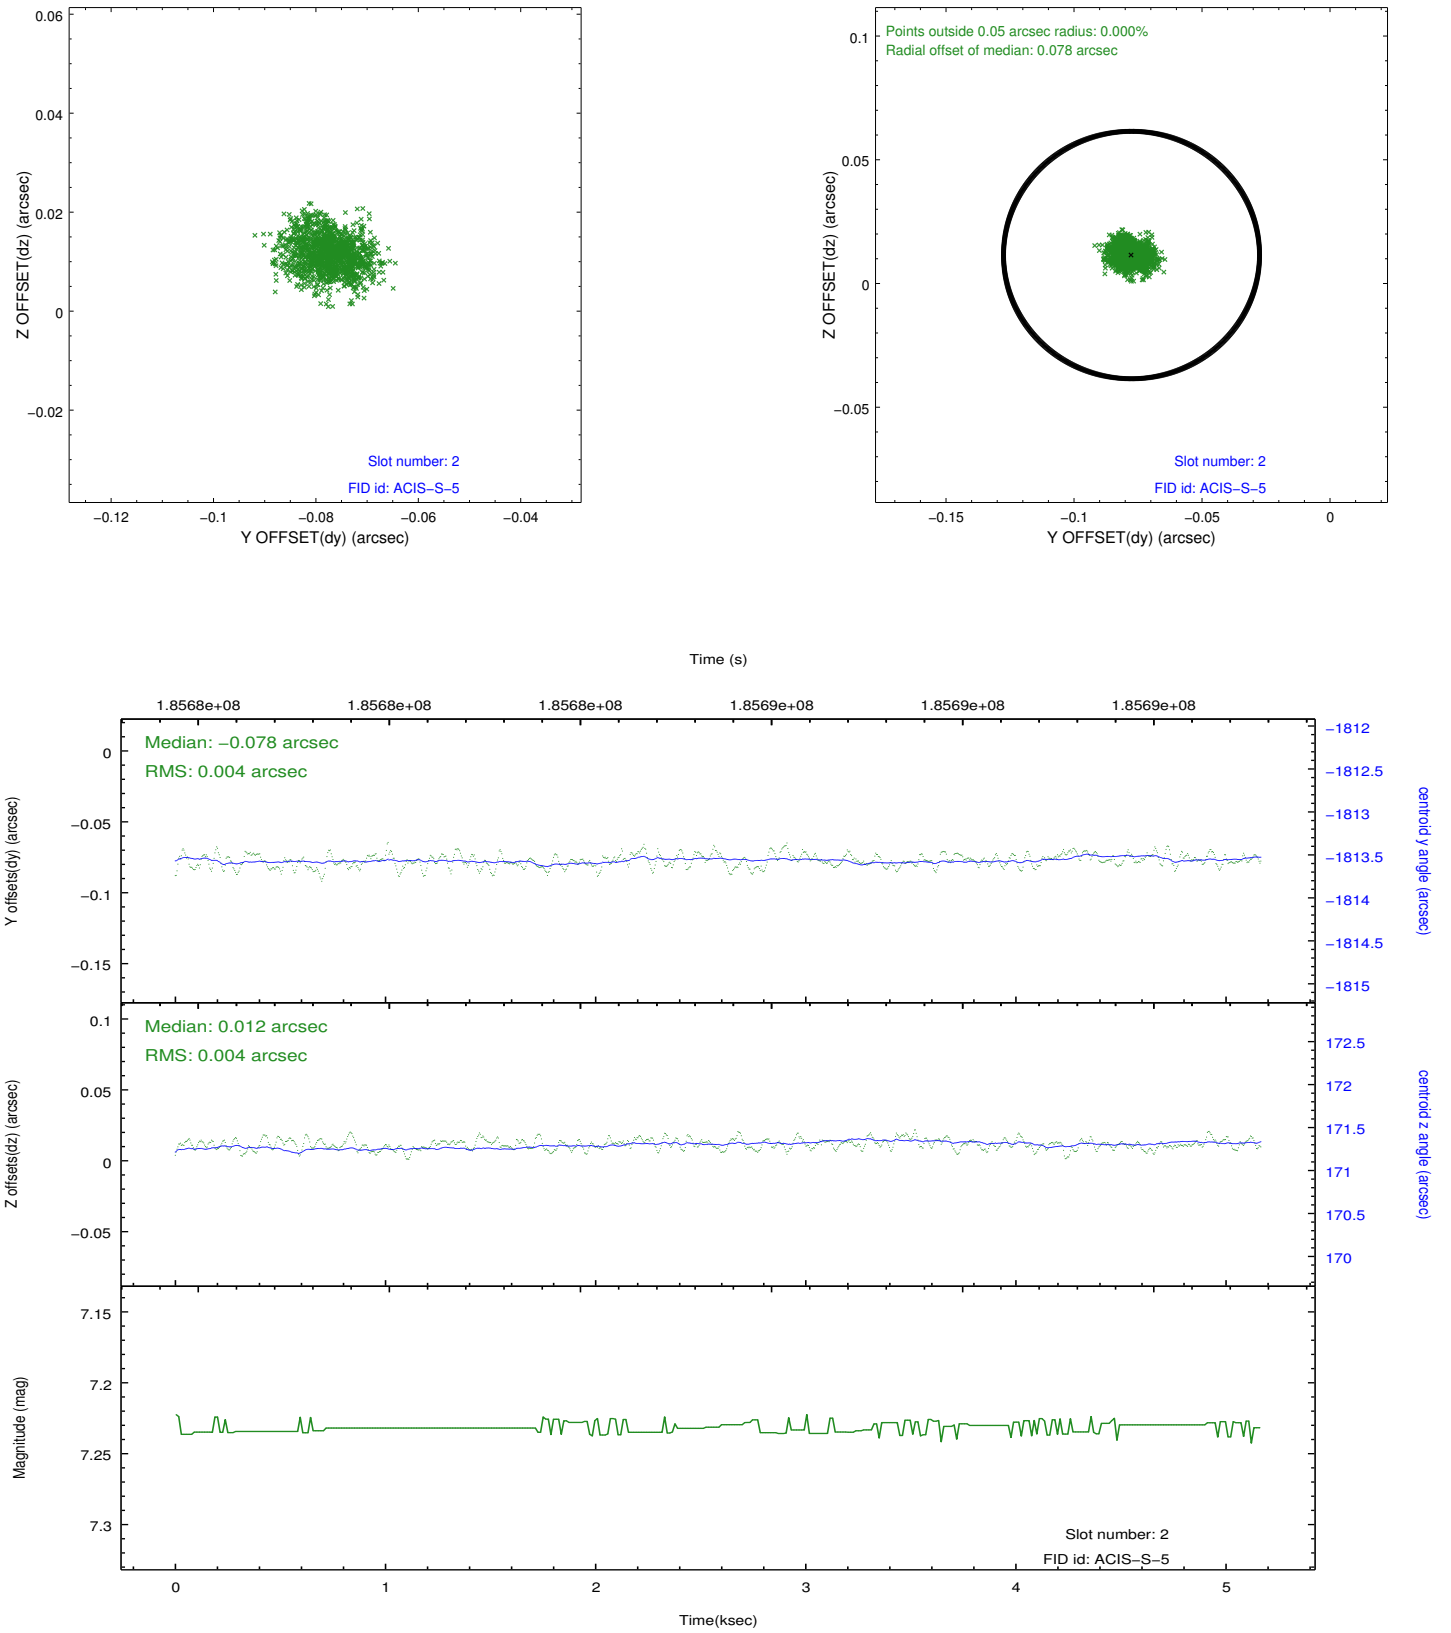 0.06
0.04
0.02
0
−0.02
Z OFFSET(dz) (arcsec)
Slot number: 2
FID id: ACIS−S−5
−0.12
−0.1
−0.08
−0.06
−0.04
Y OFFSET(dy) (arcsec)
Points outside 0.05 arcsec radius: 0.000%
Radial offset of median: 0.078 arcsec
0.1
0.05
0
−0.05
Z OFFSET(dz) (arcsec)
Slot number: 2
FID id: ACIS−S−5
−0.15
−0.1
−0.05
0
Y OFFSET(dy) (arcsec)
Time (s)
1.8568e+08
1.8568e+08
1.8568e+08
1.8569e+08
1.8569e+08
1.8569e+08
Median: −0.078 arcsec
RMS: 0.004 arcsec
0
−0.05
−0.1
−0.15
Y offsets(dy) (arcsec)
−1812
−1812.5
−1813
−1813.5
−1814
−1814.5
−1815
centroid y angle (arcsec)
Median: 0.012 arcsec
RMS: 0.004 arcsec
0.1
0.05
0
−0.05
Z offsets(dz) (arcsec)
172.5
172
171.5
171
170.5
170
centroid z angle (arcsec)
7.15
7.2
7.25
7.3
Magnitude (mag)
Slot number: 2
FID id: ACIS−S−5
0
1
2
3
4
5
Time(ksec)